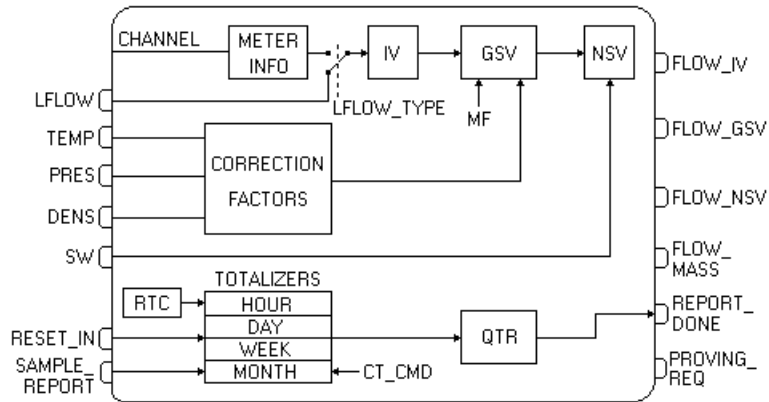 CHANNEL
METER
INFO
IV
GSV
NSV
FLOW_IV
LFLOW
LFLOW_TYPE
MF
FLOW_GSV
TEMP
PRES
DENS
CORRECTION
FACTORS
FLOW_NSV
SW
FLOW_
MASS
TOTALIZERS
RTC
HOUR
DAY
WEEK
MONTH
QTR
REPORT_
DONE
RESET_IN
SAMPLE_
REPORT
CT_CMD
PROVING_
REQ